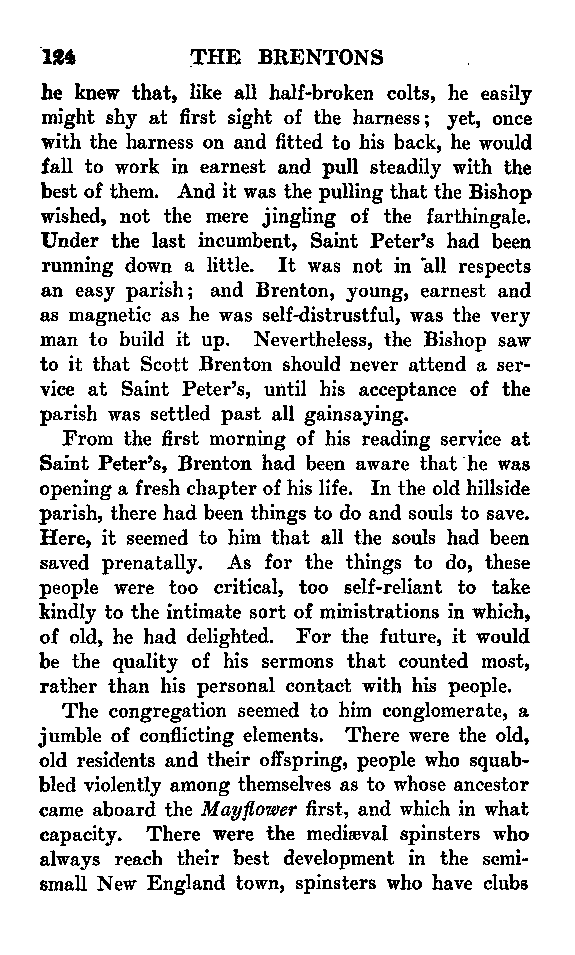 124 THE BRENTONS
he knew that, like all half-broken colts, he easily
might shy at first sight of the harness; yet, once
with the harness on and fitted to his back, he would
fall to work in earnest and pull steadily with the
best of them. And it was the pulling that the Bishop
wished, not the mere jingling of the farthingale.
Under the last incumbent, Saint Peter's had been
running down a little. It was not in all respects
an easy parish; and Brenton, young, earnest and
as magnetic as he was self-distrustful, was the very
man to build it up. Nevertheless, the Bishop saw
to it that Scott Brenton should never attend a ser-
vice at Saint Peter's, until his acceptance of the
parish was settled past all gainsaying.
From the first morning of his reading service at
Saint Peter's, Brenton had been aware that he was
opening a fresh chapter of his life. In the old hillside
parish, there had been things to do and souls to save.
Here, it seemed to him that all the souls had been
saved prenatally. As for the things to do, these
people were too critical, too self-reliant to take
kindly to the intimate sort of ministrations in which,
of old, he had delighted. For the future, it would
be the quality of his sermons that counted most,
rather than his personal contact with his people.
The congregation seemed to him conglomerate, a
jumble of conflicting elements. There were the old,
old residents and their offspring, people who squab-
bled violently among themselves as to whose ancestor
came aboard the Mayflower first, and which in what
capacity. There were the mediæval spinsters who
always reach their best development in the semi-
small New England town, spinsters who have clubs